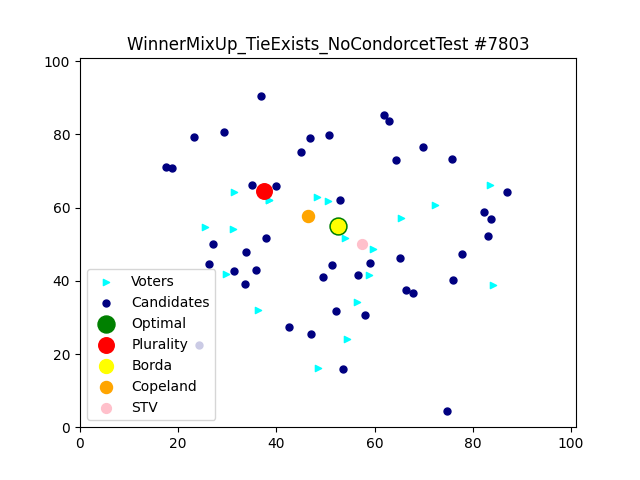 WinnerMixUp_TieExists_NoCondorcetTest #7803
100
80
60
40
20
0
0 20 40 60 80 100
Voters
Candidates
Optimal
Plurality
Borda
Copeland
STV